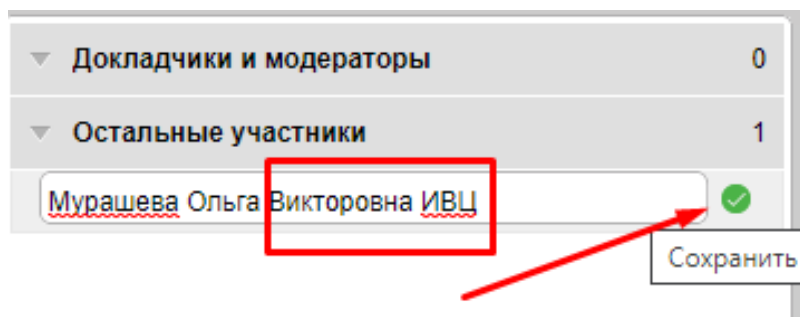 Докладчики и модераторы 0
Остальные участники 1
Мурашева Ольга Викторовна ИВЦ
Сохранить